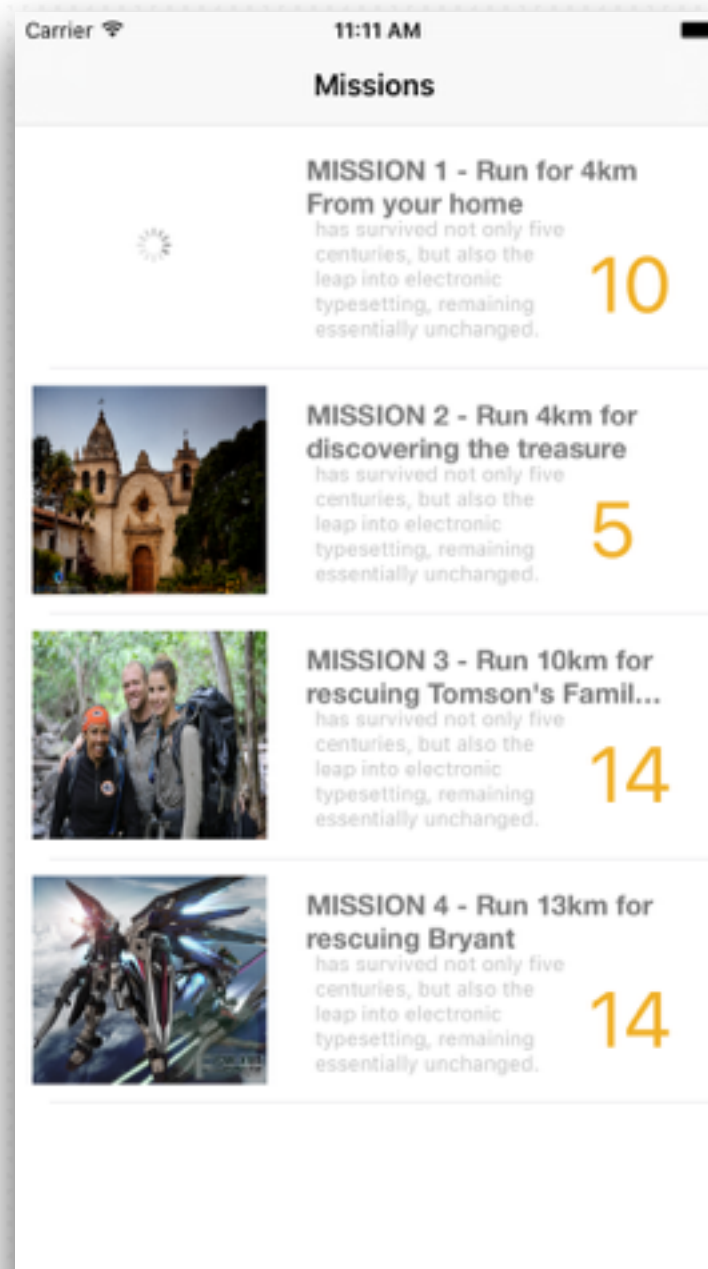 Carrier 11:11 AM
Missions
MISSION 1 - Run for 4km
From your home
has survived not only five
centuries, but also the
leap into electronic
typesetting, remaining
essentially unchanged.
10
MISSION 2 - Run 4km for
discovering the treasure
has survived not only five
centuries, but also the
leap into electronic
typesetting, remaining
essentially unchanged.
5
MISSION 3 - Run 10km for
rescuing Tomson's Famil...
has survived not only five
centuries, but also the
leap into electronic
typesetting, remaining
essentially unchanged.
14
MISSION 4 - Run 13km for
rescuing Bryant
has survived not only five
centuries, but also the
leap into electronic
typesetting, remaining
essentially unchanged.
14